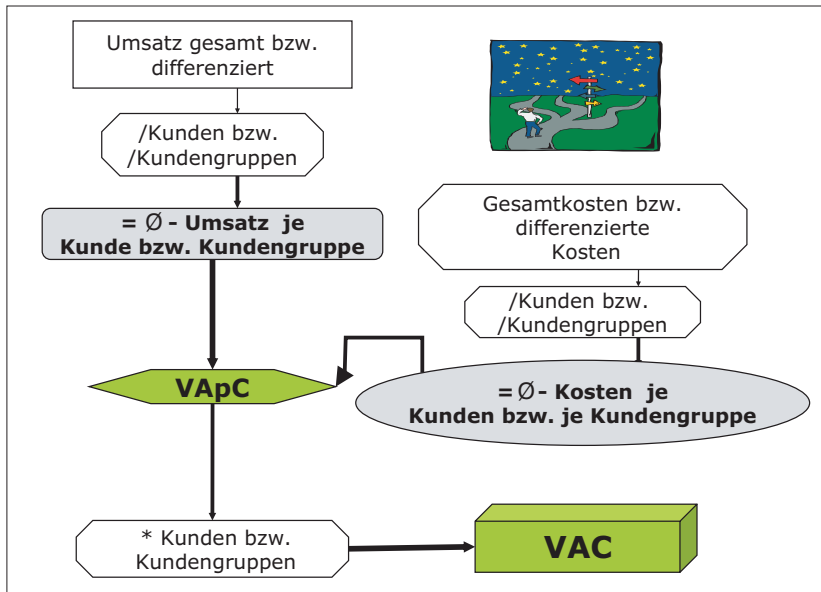 Umsatz gesamt bzw.
differenziert
/Kunden bzw.
/Kundengruppen
= Ø - Umsatz je
Kunde bzw. Kundengruppe
Gesamtkosten bzw.
differenzierte
Kosten
/Kunden bzw.
/Kundengruppen
= Ø - Kosten je
Kunden bzw. je Kundengruppe
VApC
* Kunden bzw.
Kundengruppen
VAC